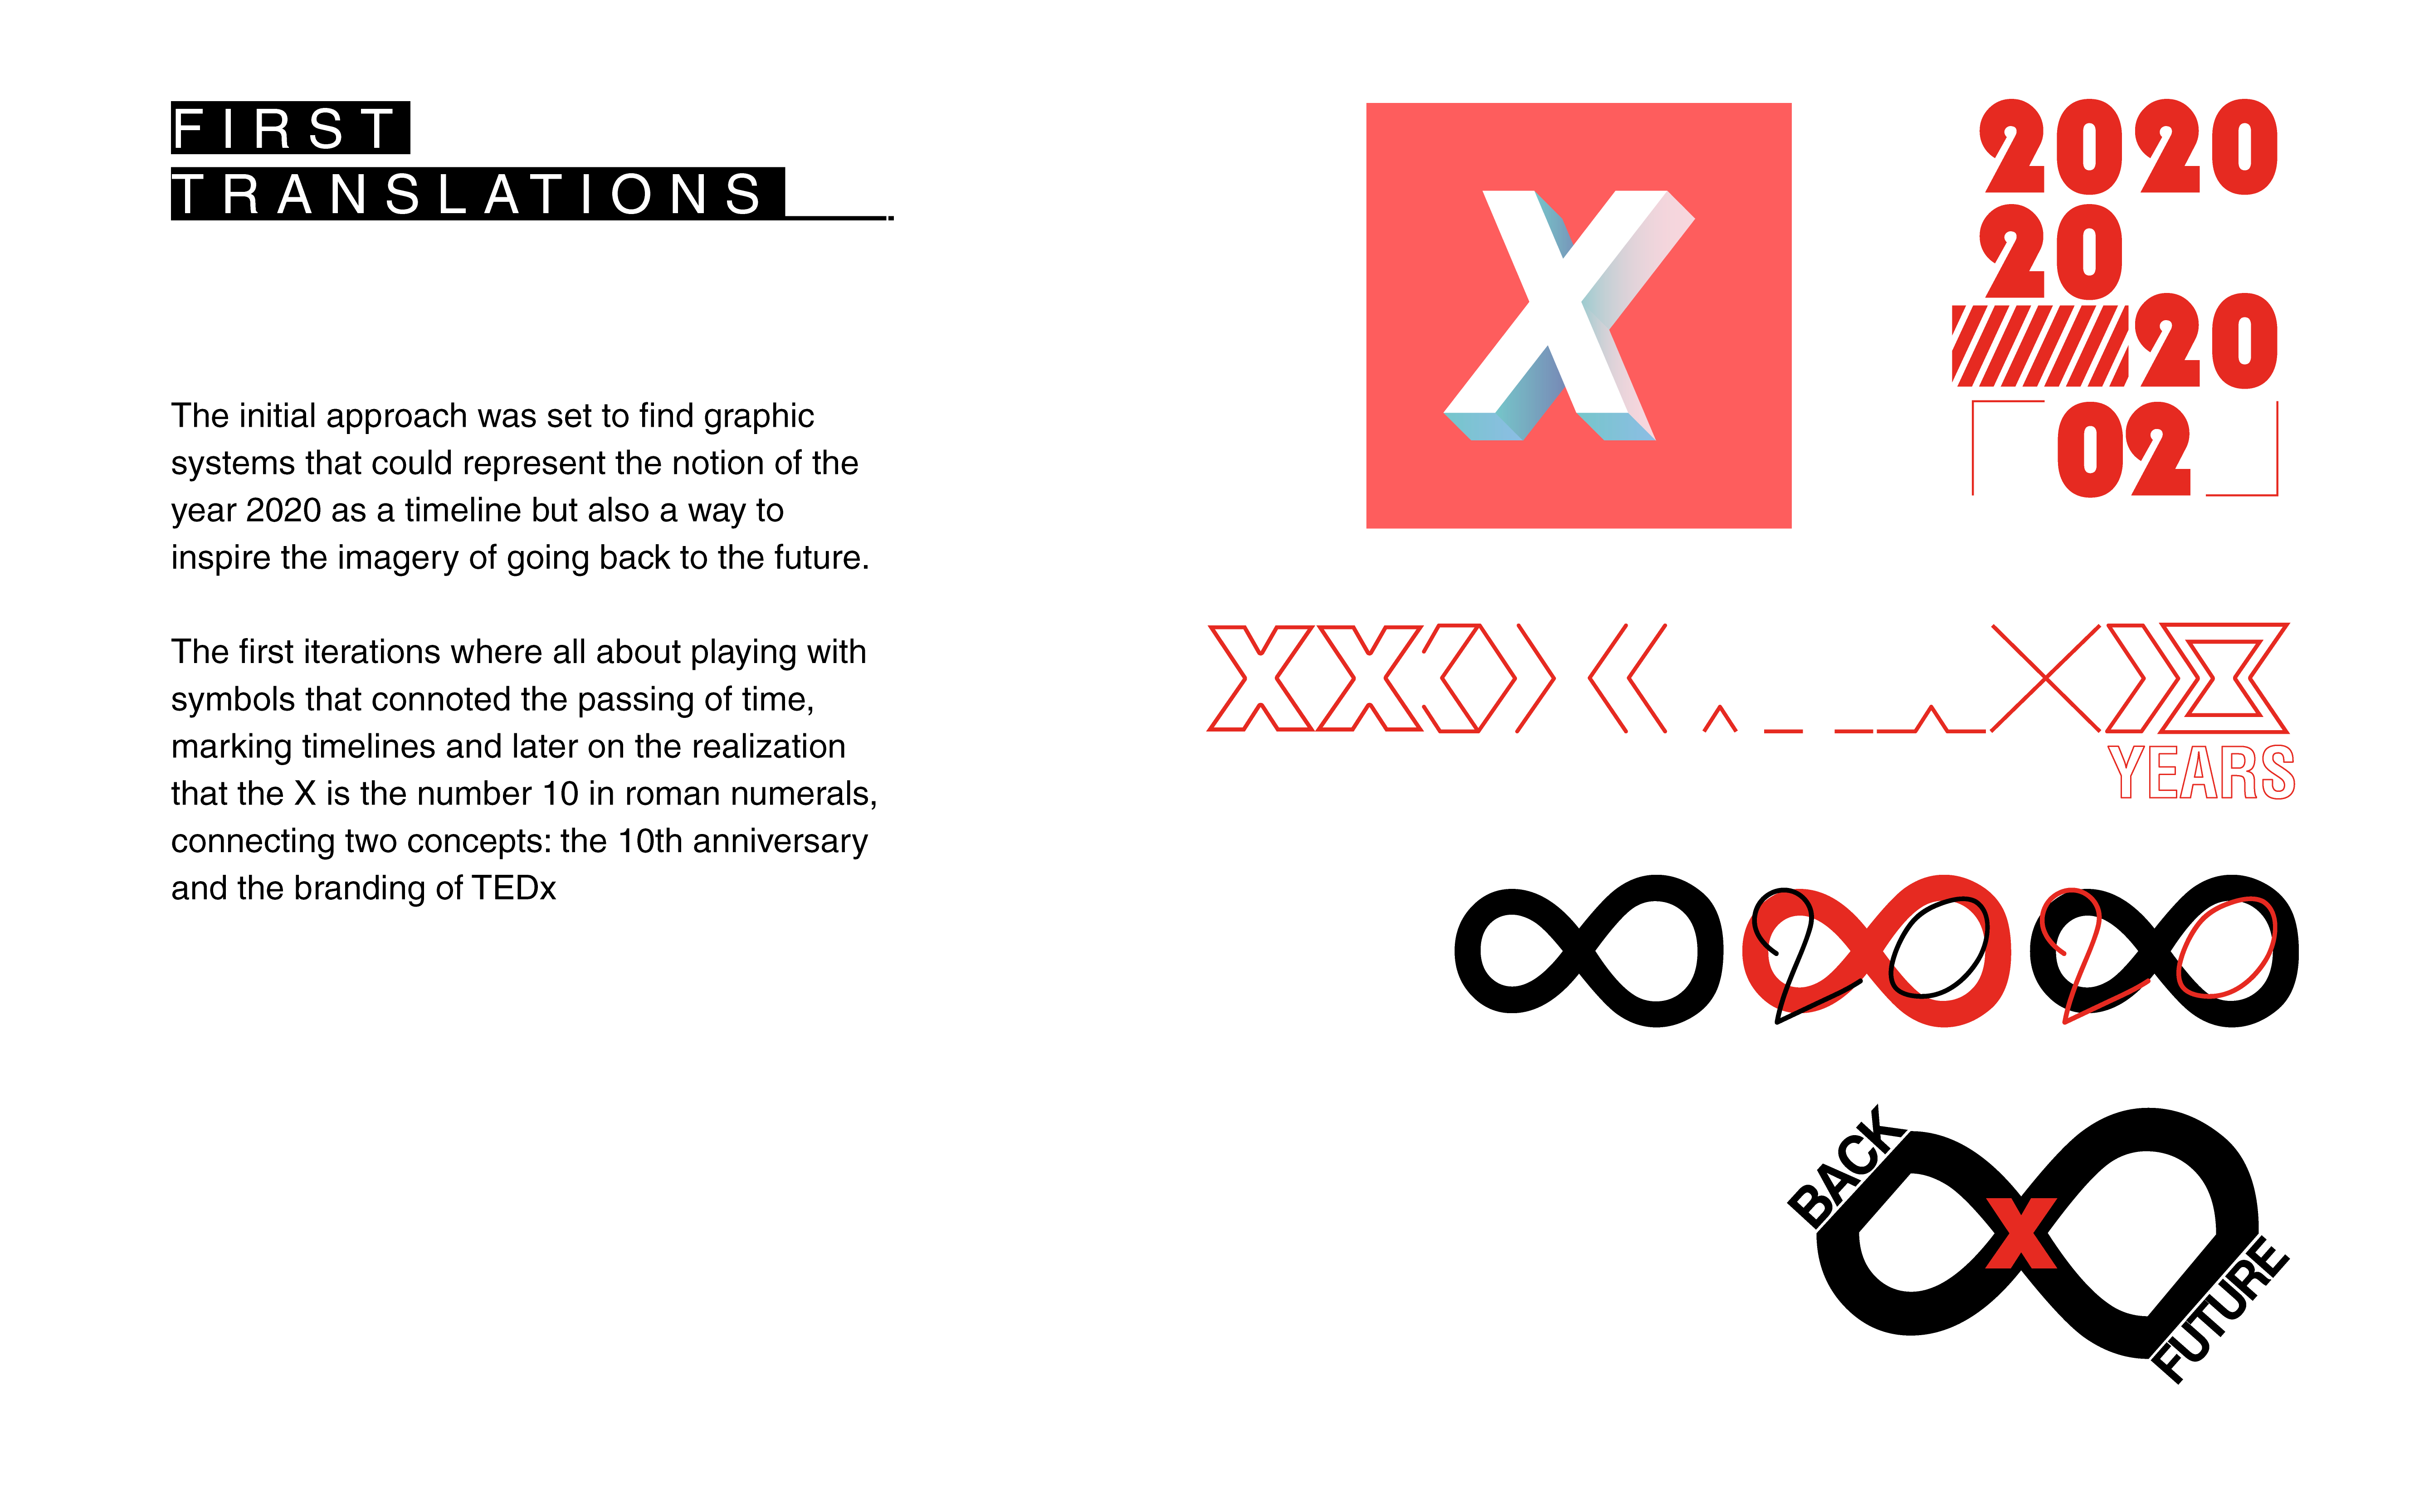 FIRST
TRANSLATIONS
The initial approach was set to find graphic
systems that could represent the notion of the
year 2020 as a timeline but also a way to
inspire the imagery of going back to the future.
The first iterations where all about playing with
symbols that connoted the passing of time,
marking timelines and later on the realization
that the X is the number 10 in roman numerals,
connecting two concepts: the 10th anniversary
and the branding of TEDx
X
2020
20
20
02
XX
X
YEARS
20
20
BACK
X
FUTURE